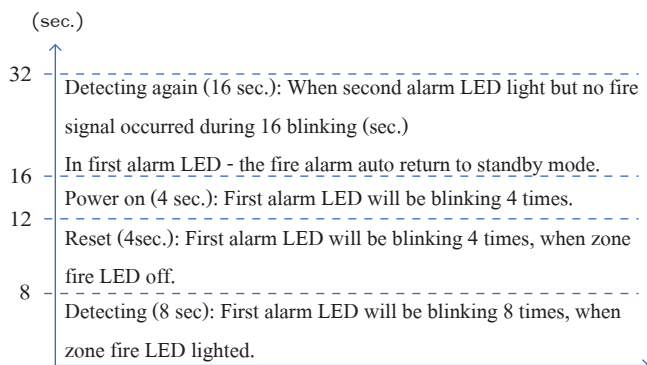 (sec.)
32
Detecting again (16 sec.): When second alarm LED light but no fire
signal occurred during 16 blinking (sec.)
In first alarm LED - the fire alarm auto return to standby mode.
16
Power on (4 sec.): First alarm LED will be blinking 4 times.
12
Reset (4sec.): First alarm LED will be blinking 4 times, when zone
fire LED off.
8
Detecting (8 sec): First alarm LED will be blinking 8 times, when
zone fire LED lighted.